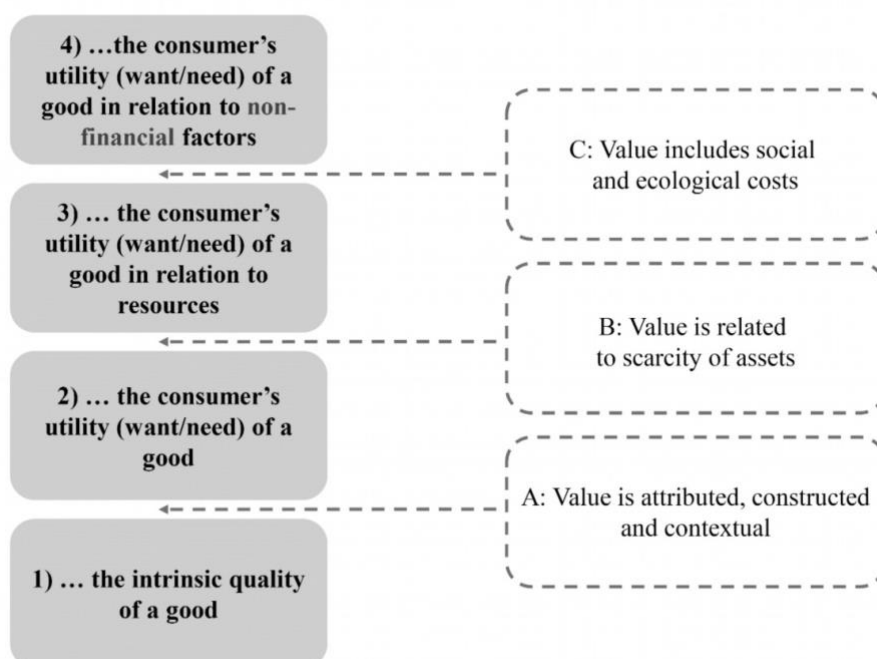 4) …the consumer’s
utility (want/need) of a
good in relation to non-
financial factors
C: Value includes social
and ecological costs
3) … the consumer’s
utility (want/need) of a
good in relation to
resources
B: Value is related
to scarcity of assets
2) … the consumer’s
utility (want/need) of a
good
A: Value is attributed, constructed
and contextual
1) … the intrinsic quality
of a good